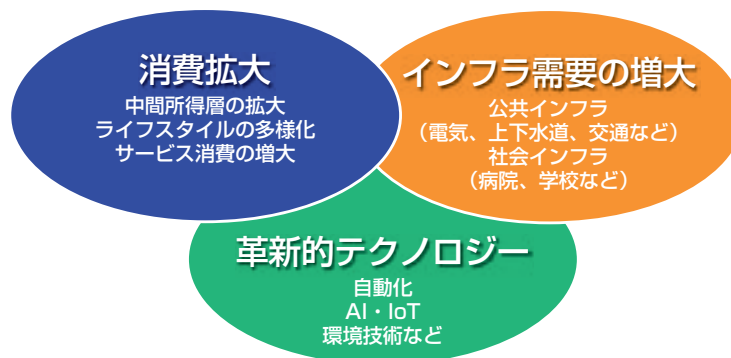 消費拡大
中間所得層の拡大
ライフスタイルの多様化
サービス消費の増大
インフラ需要の増大
公共インフラ
（電気、上下水道、交通など）
社会インフラ
（病院、学校など）
革新的テクノロジー
自動化
AI・IoT
環境技術など